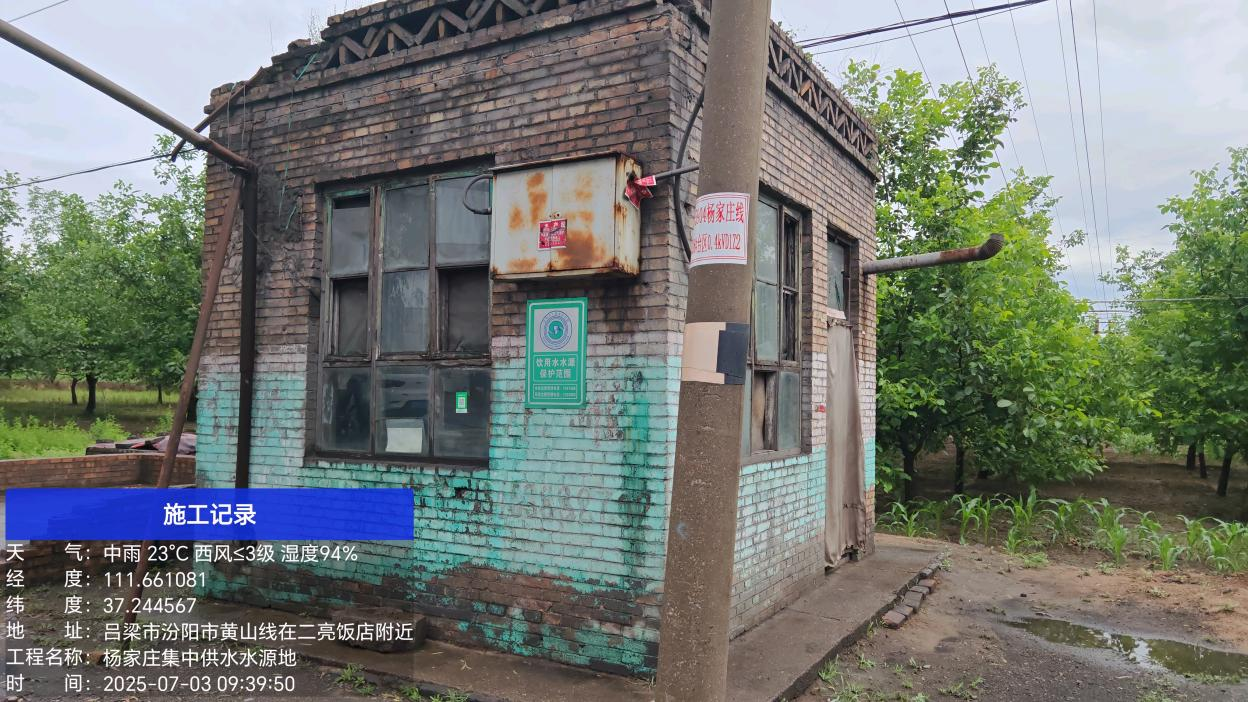 杨家庄线
0.4kVD1Z2
饮用水水源
保护范围
施工记录
天 气：中雨 23℃ 西风≤3级 湿度94%
经 度：111.661081
纬 度：37.244567
地 址：吕梁市汾阳市黄山线在二亮饭店附近
工程名称：杨家庄集中供水水源地
时 间：2025-07-03 09:39:50